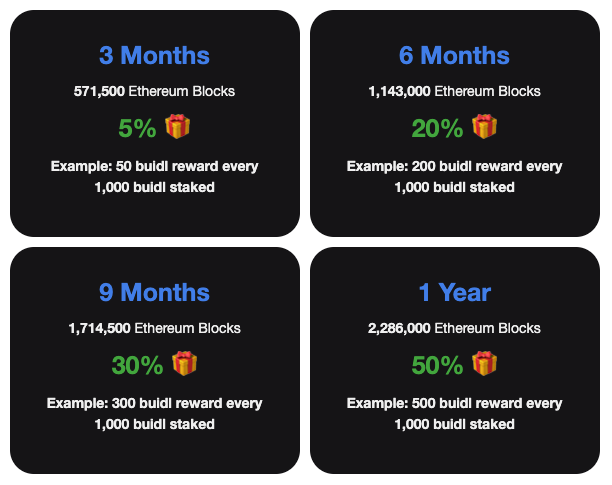 3 Months
571,500 Ethereum Blocks
5% 🎁
Example: 50 buidl reward every
1,000 buidl staked
6 Months
1,143,000 Ethereum Blocks
20% 🎁
Example: 200 buidl reward every
1,000 buidl staked
9 Months
1,714,500 Ethereum Blocks
30% 🎁
Example: 300 buidl reward every
1,000 buidl staked
1 Year
2,286,000 Ethereum Blocks
50% 🎁
Example: 500 buidl reward every
1,000 buidl staked